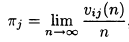 π_j = lim_{n→∞} v_{ij}(n) / n,